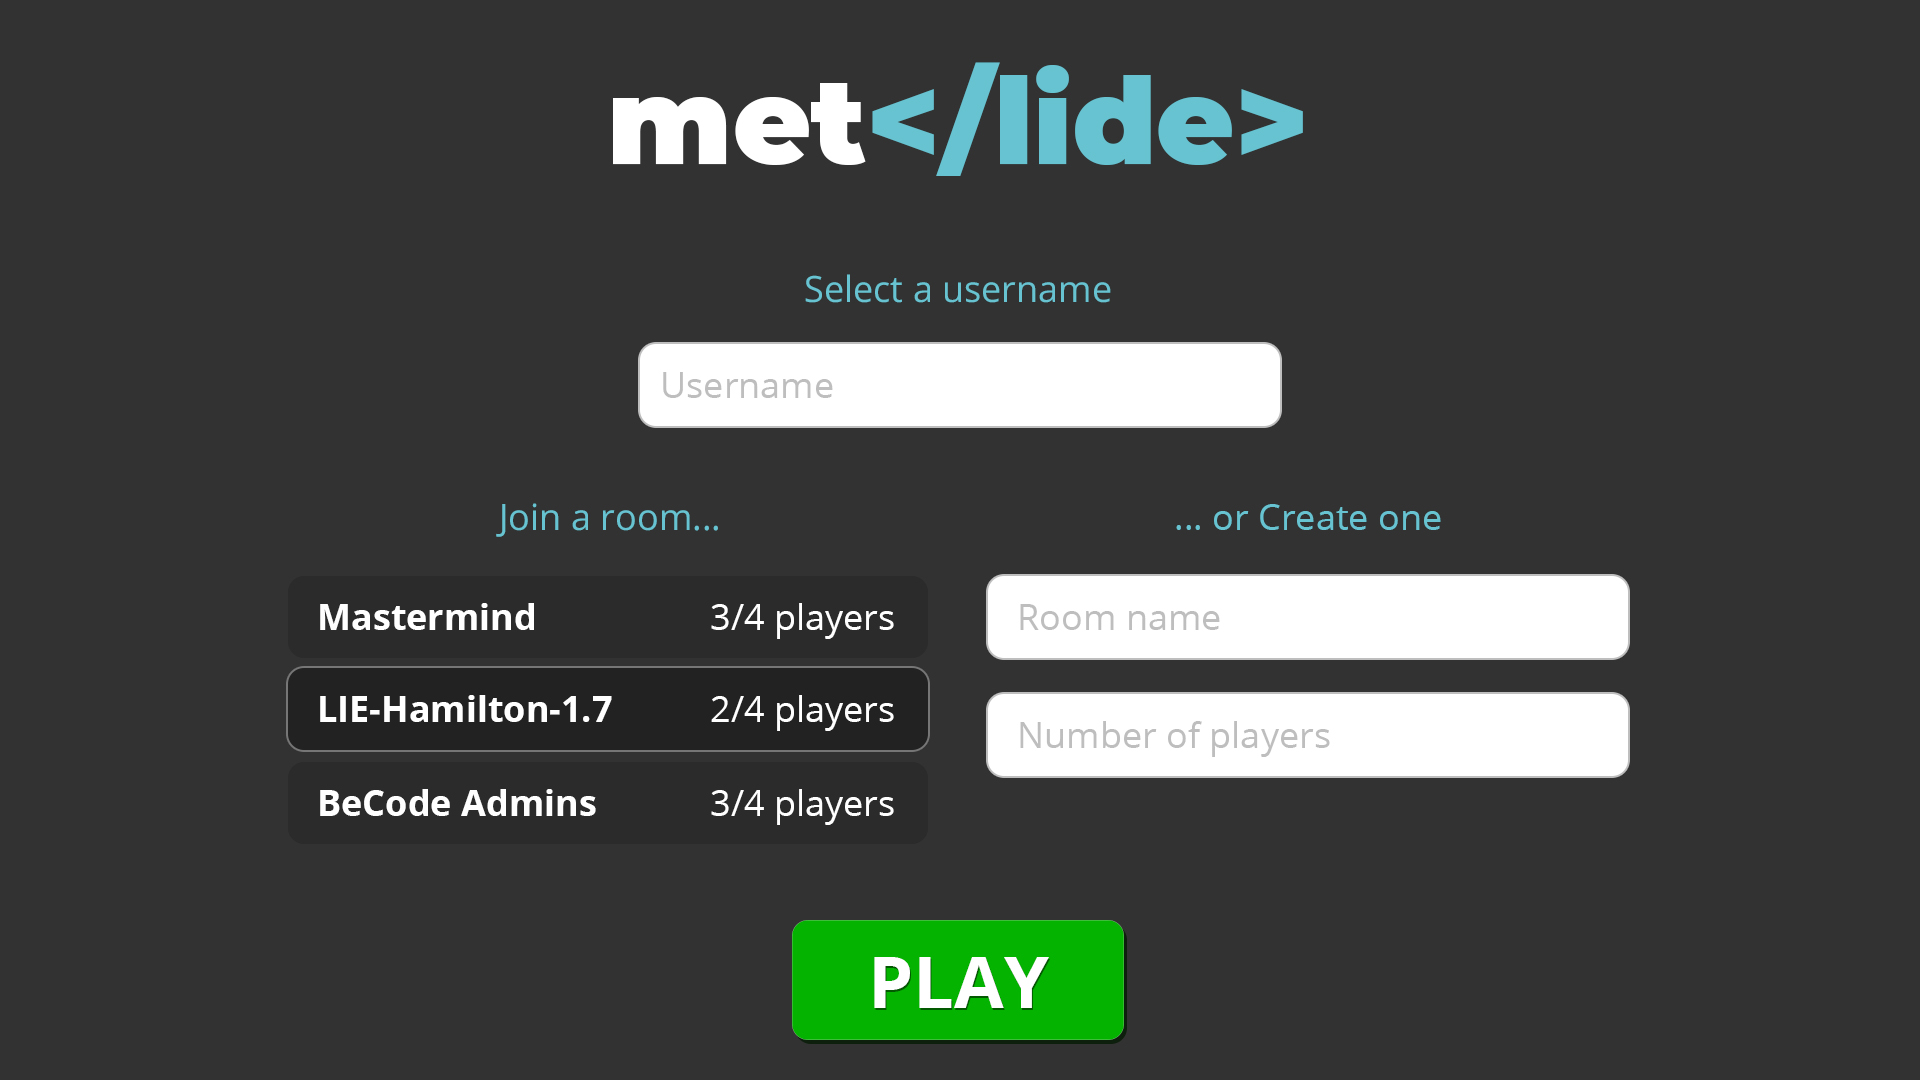 met</lide>
Select a username
Username
Join a room...
Mastermind 3/4 players
LIE-Hamilton-1.7 2/4 players
BeCode Admins 3/4 players
... or Create one
Room name
Number of players
PLAY